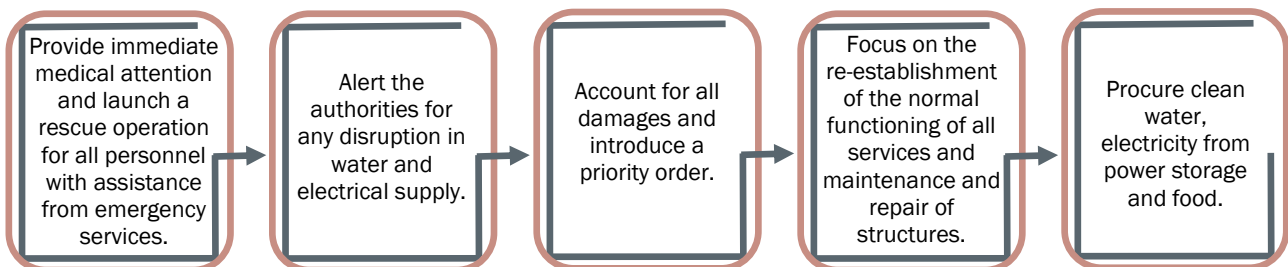 Provide immediate
medical attention
and launch a
rescue operation
for all personnel
with assistance
from emergency
services.
Alert the
authorities for
any disruption in
water and
electrical supply.
Account for all
damages and
introduce a
priority order.
Focus on the
re-establishment
of the normal
functioning of all
services and
maintenance and
repair of
structures.
Procure clean
water,
electricity from
power storage
and food.